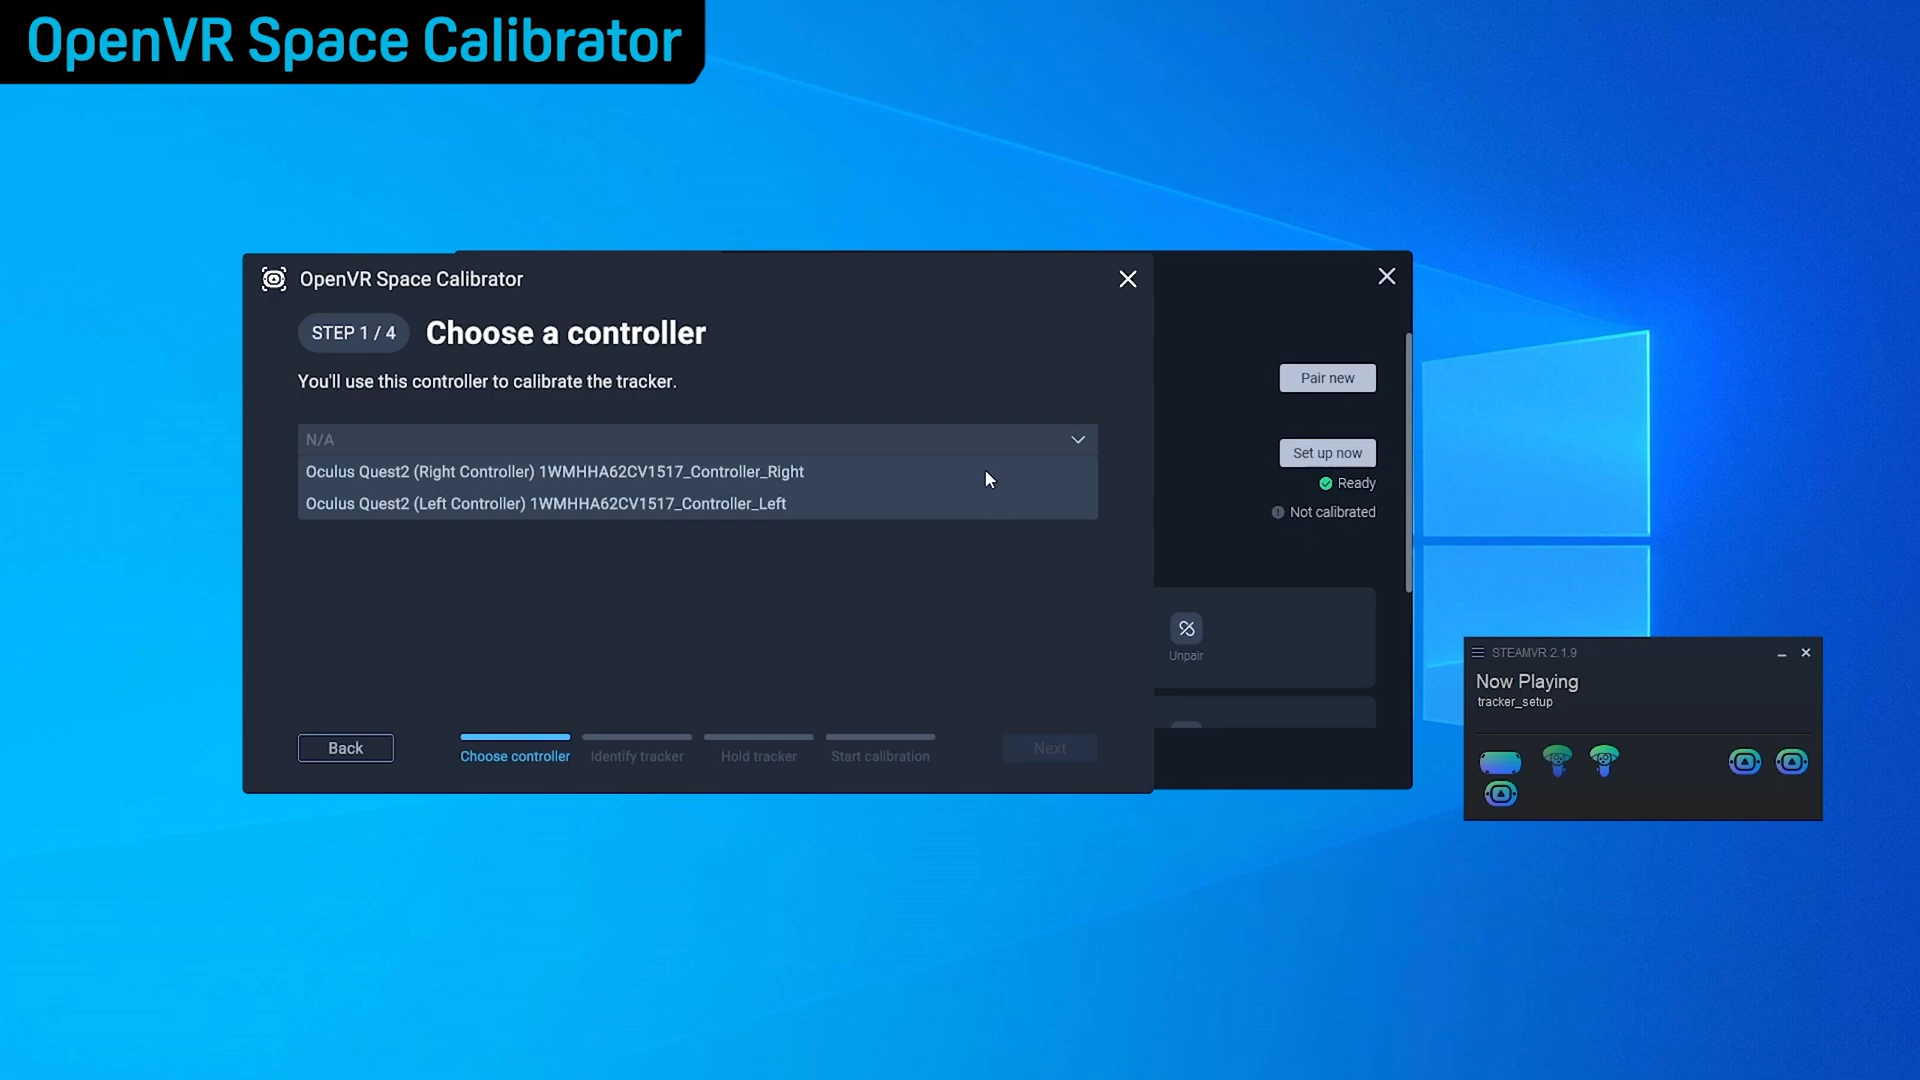 OpenVR Space Calibrator
OpenVR Space Calibrator
STEP 1 / 4
Choose a controller
You'll use this controller to calibrate the tracker.
N/A
Oculus Quest2 (Right Controller) 1WMHHA62CV1517_Controller_Right
Oculus Quest2 (Left Controller) 1WMHHA62CV1517_Controller_Left
Back
Choose controller
Identify tracker
Hold tracker
Start calibration
Next
Pair new
Set up now
Ready
Not calibrated
Unpair
STEAMVR 2.1.9
Now Playing
tracker_setup